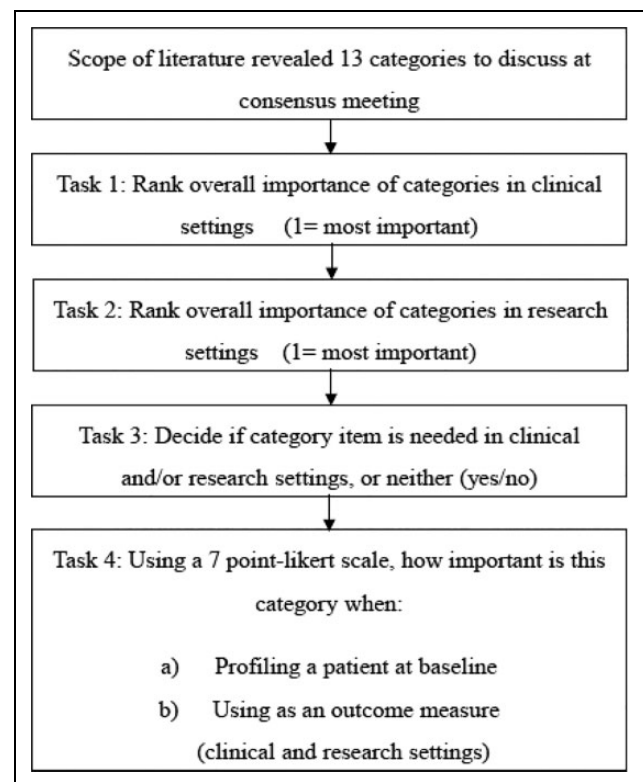 Scope of literature revealed 13 categories to discuss at
consensus meeting
Task 1: Rank overall importance of categories in clinical
settings (1= most important)
Task 2: Rank overall importance of categories in research
settings (1= most important)
Task 3: Decide if category item is needed in clinical
and/or research settings, or neither (yes/no)
Task 4: Using a 7 point-likert scale, how important is this
category when:
a) Profiling a patient at baseline
b) Using as an outcome measure
(clinical and research settings)